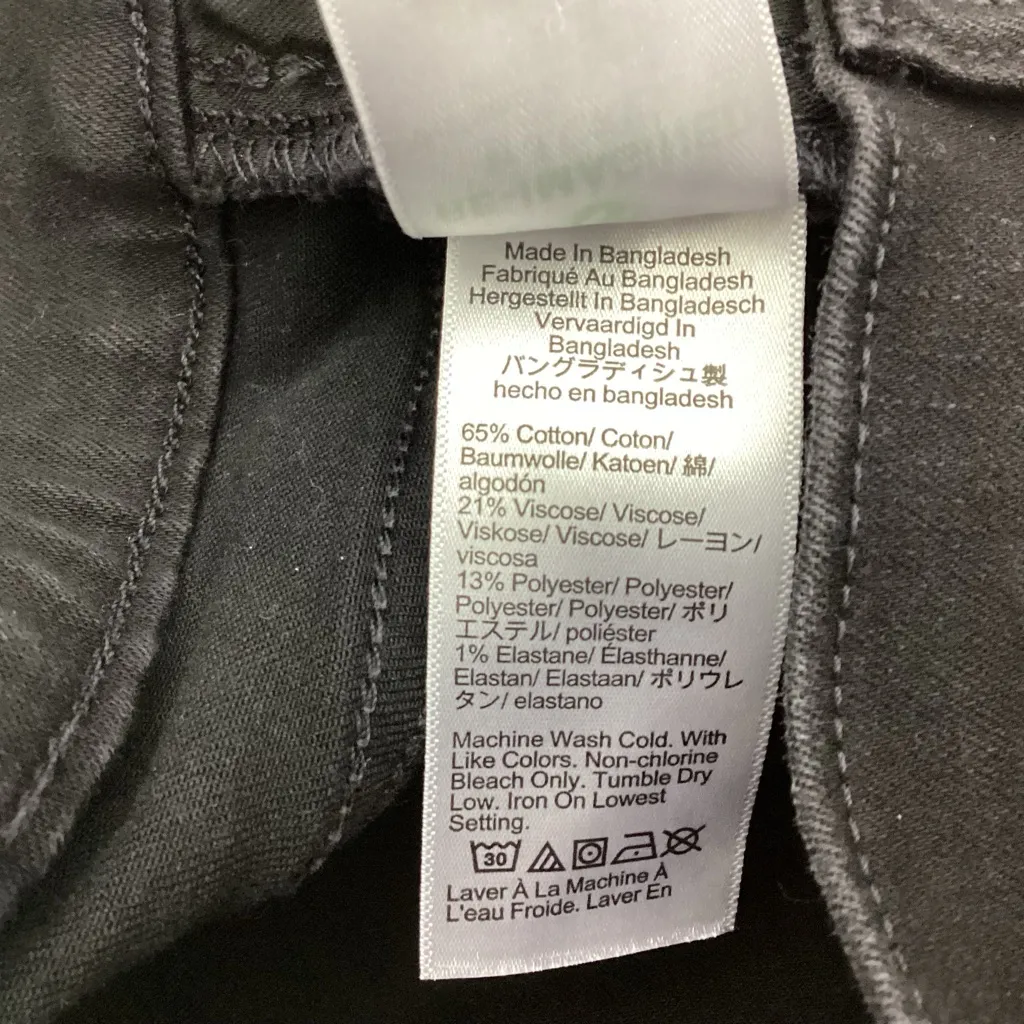 Made In Bangladesh
Fabriqué Au Bangladesh
Hergestellt In Bangladesch
Vervaardigd In
Bangladesh
バングラディシュ製
hecho en bangladesh
65% Cotton/ Coton/
Baumwolle/ Katoen/ 綿/
algodón
21% Viscose/ Viscose/
Viskose/ Viscose/ レーヨン/
viscosa
13% Polyester/ Polyester/
Polyester/ Polyester/ ポリ
エステル/ poliéster
1% Elastane/ Élasthanne/
Elastan/ Elastaan/ ポリウレ
タン/ elastano
Machine Wash Cold. With
Like Colors. Non-chlorine
Bleach Only. Tumble Dry
Low. Iron On Lowest
Setting.
30
Laver À La Machine À
L'eau Froide. Laver En